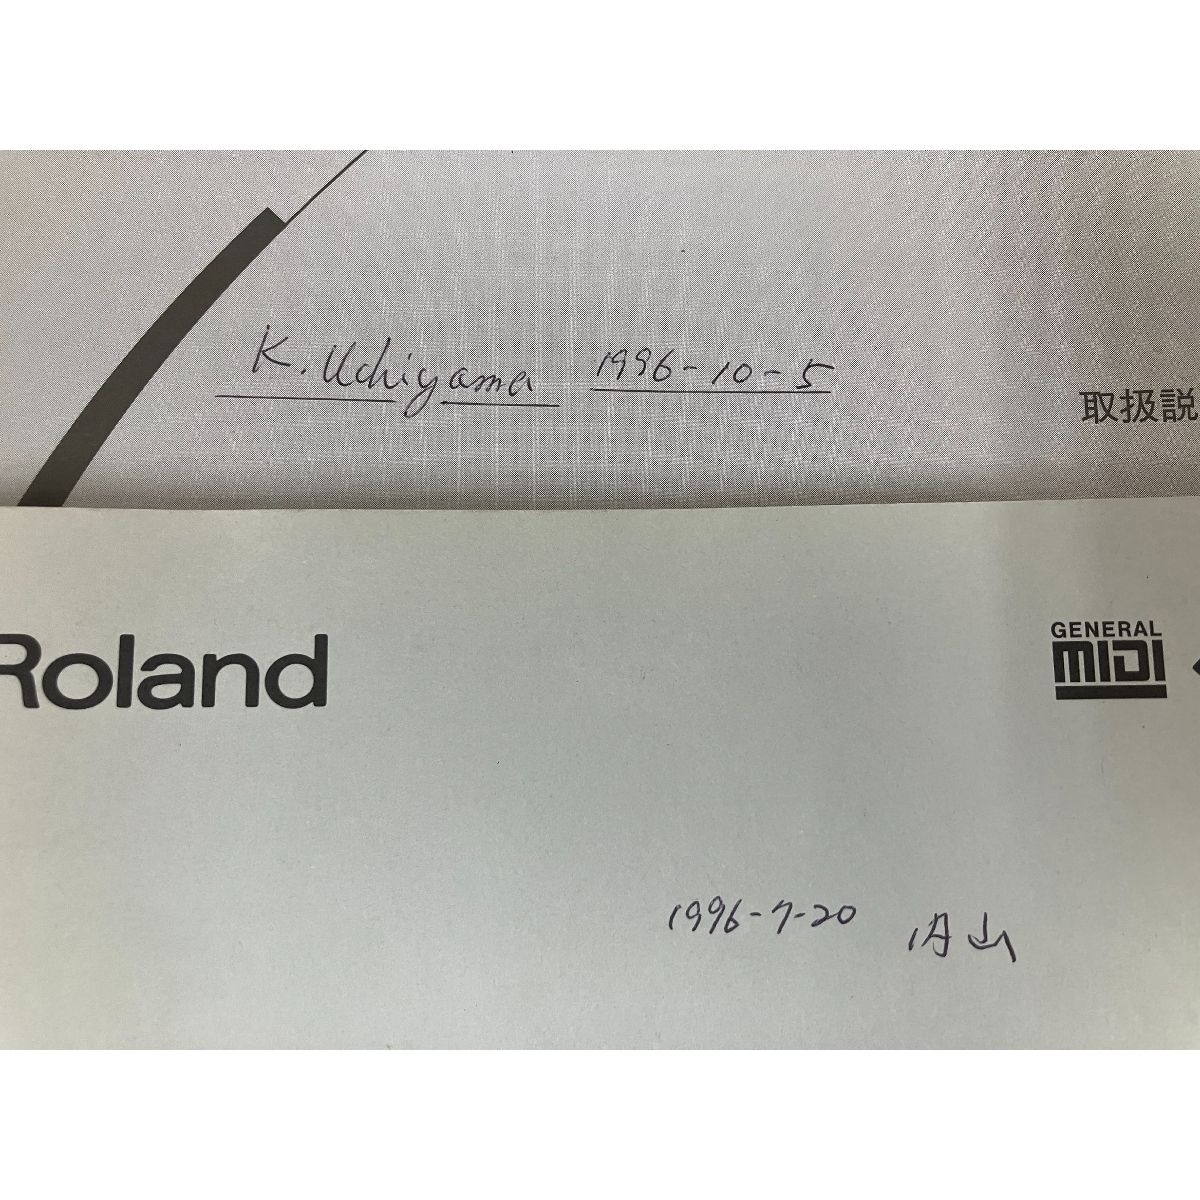 K. Uchiyama 1996-10-5
取扱説
Roland
GENERAL
MIDI
1996-7-20 内山